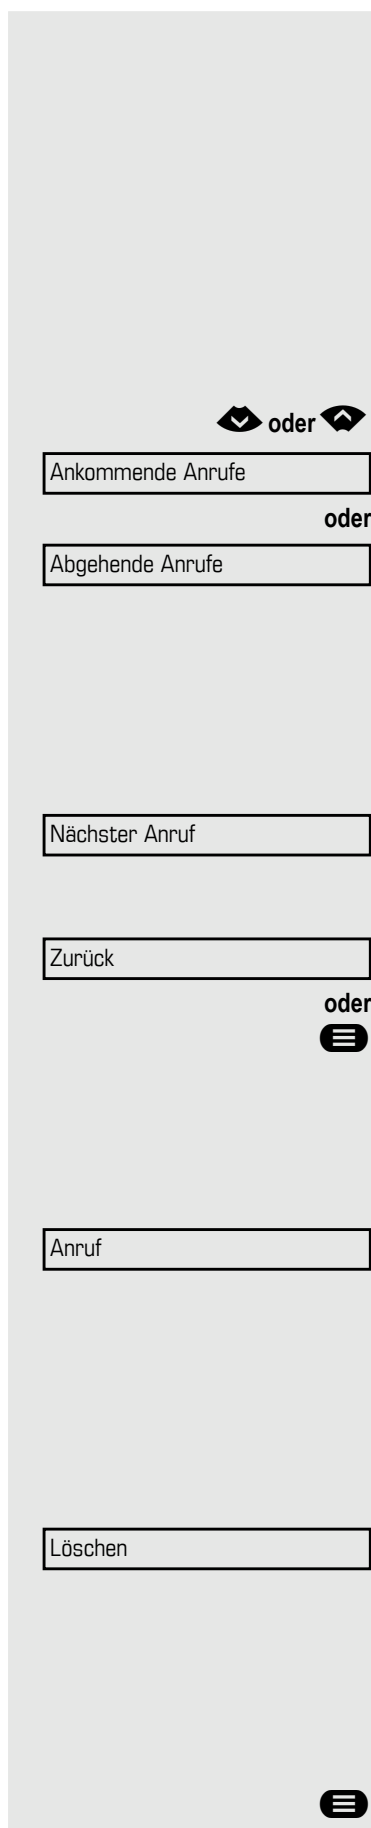 oder
Ankommende Anrufe
oder
Abgehende Anrufe
Nächster Anruf
Zurück
oder
Anruf
Löschen